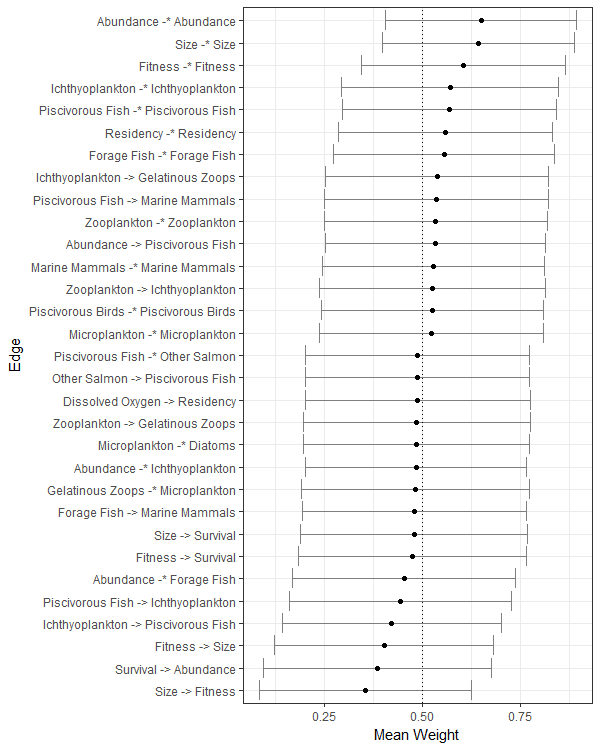 Abundance -* Abundance
Size -* Size
Fitness -* Fitness
Ichthyoplankton -* Ichthyoplankton
Piscivorous Fish -* Piscivorous Fish
Residency -* Residency
Forage Fish -* Forage Fish
Ichthyoplankton -> Gelatinous Zoops
Piscivorous Fish -> Marine Mammals
Zooplankton -* Zooplankton
Abundance -> Piscivorous Fish
Marine Mammals -* Marine Mammals
Zooplankton -> Ichthyoplankton
Piscivorous Birds -* Piscivorous Birds
Microplankton -* Microplankton
Piscivorous Fish -* Other Salmon
Other Salmon -> Piscivorous Fish
Dissolved Oxygen -> Residency
Zooplankton -> Gelatinous Zoops
Microplankton -* Diatoms
Abundance -* Ichthyoplankton
Gelatinous Zoops -* Microplankton
Forage Fish -> Marine Mammals
Size -> Survival
Fitness -> Survival
Abundance -* Forage Fish
Piscivorous Fish -> Ichthyoplankton
Ichthyoplankton -> Piscivorous Fish
Fitness -> Size
Survival -> Abundance
Size -> Fitness
Edge
0.25 0.50 0.75
Mean Weight